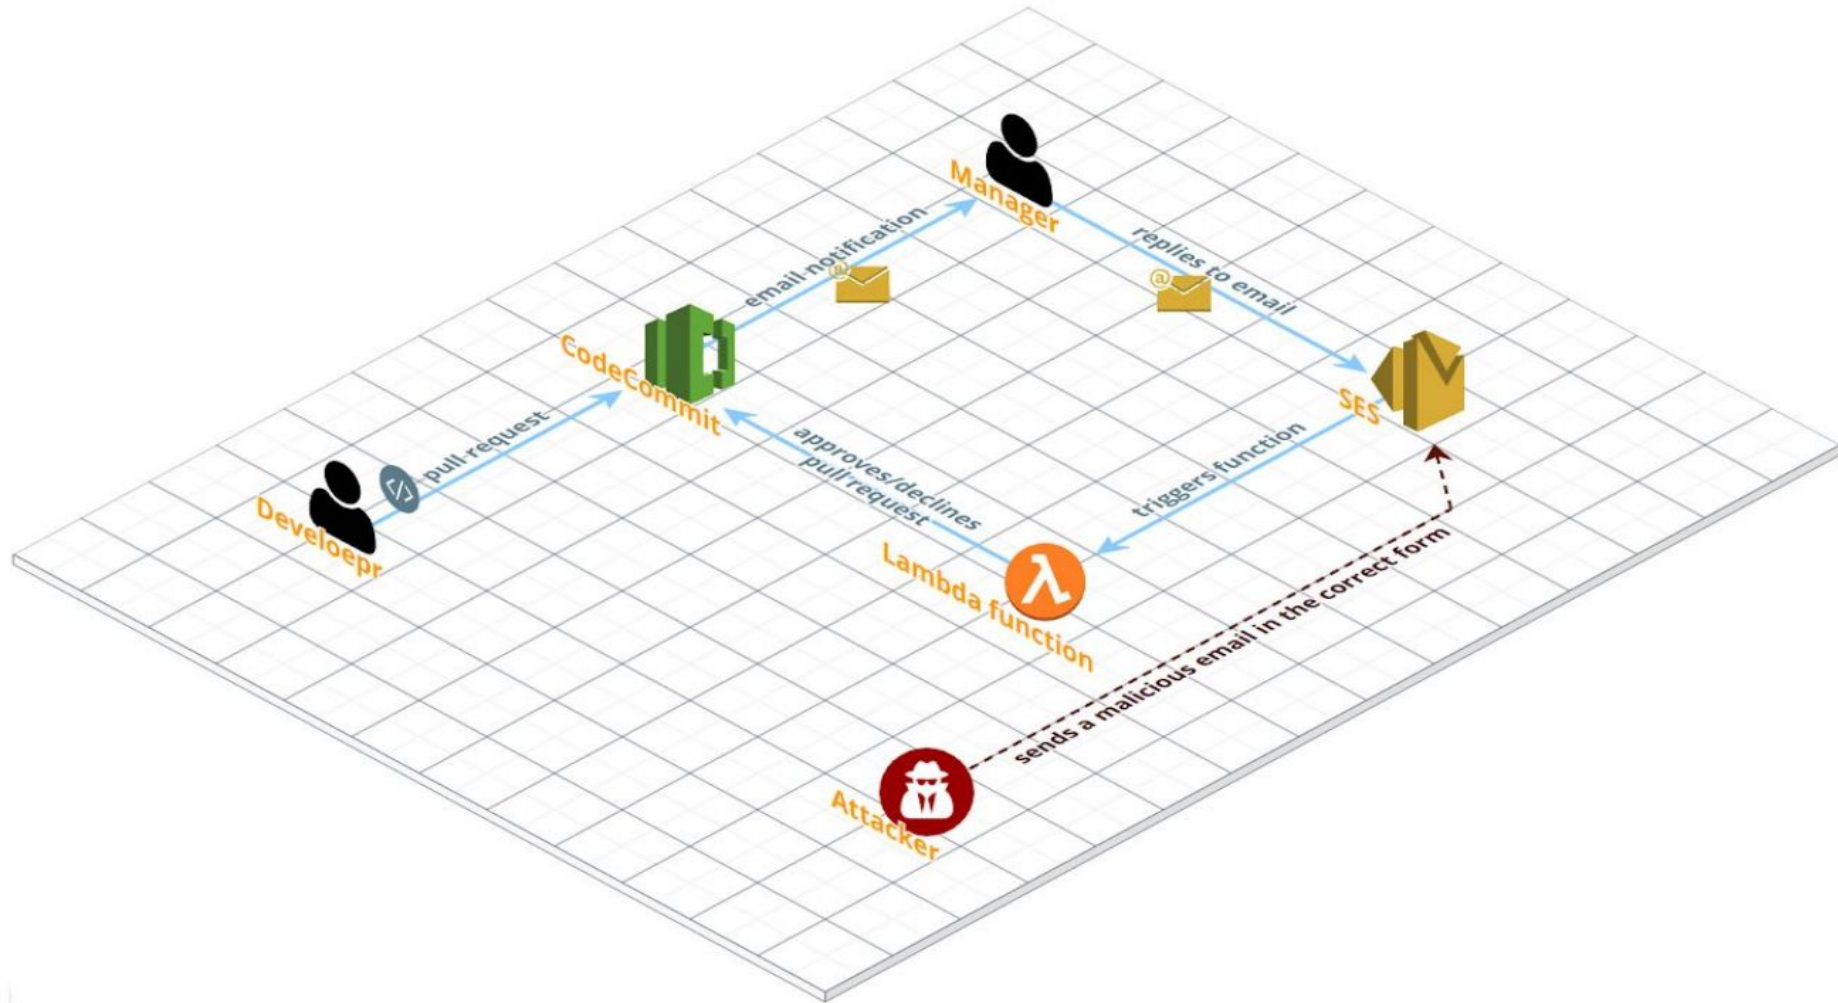 Manager
email notification
@
replies to email
@
CodeCommit
SES
pull-request
</>
approves/declines
pull request
triggers function
Develoepr
Lambda function
λ
sends a malicious email in the correct form
Attacker